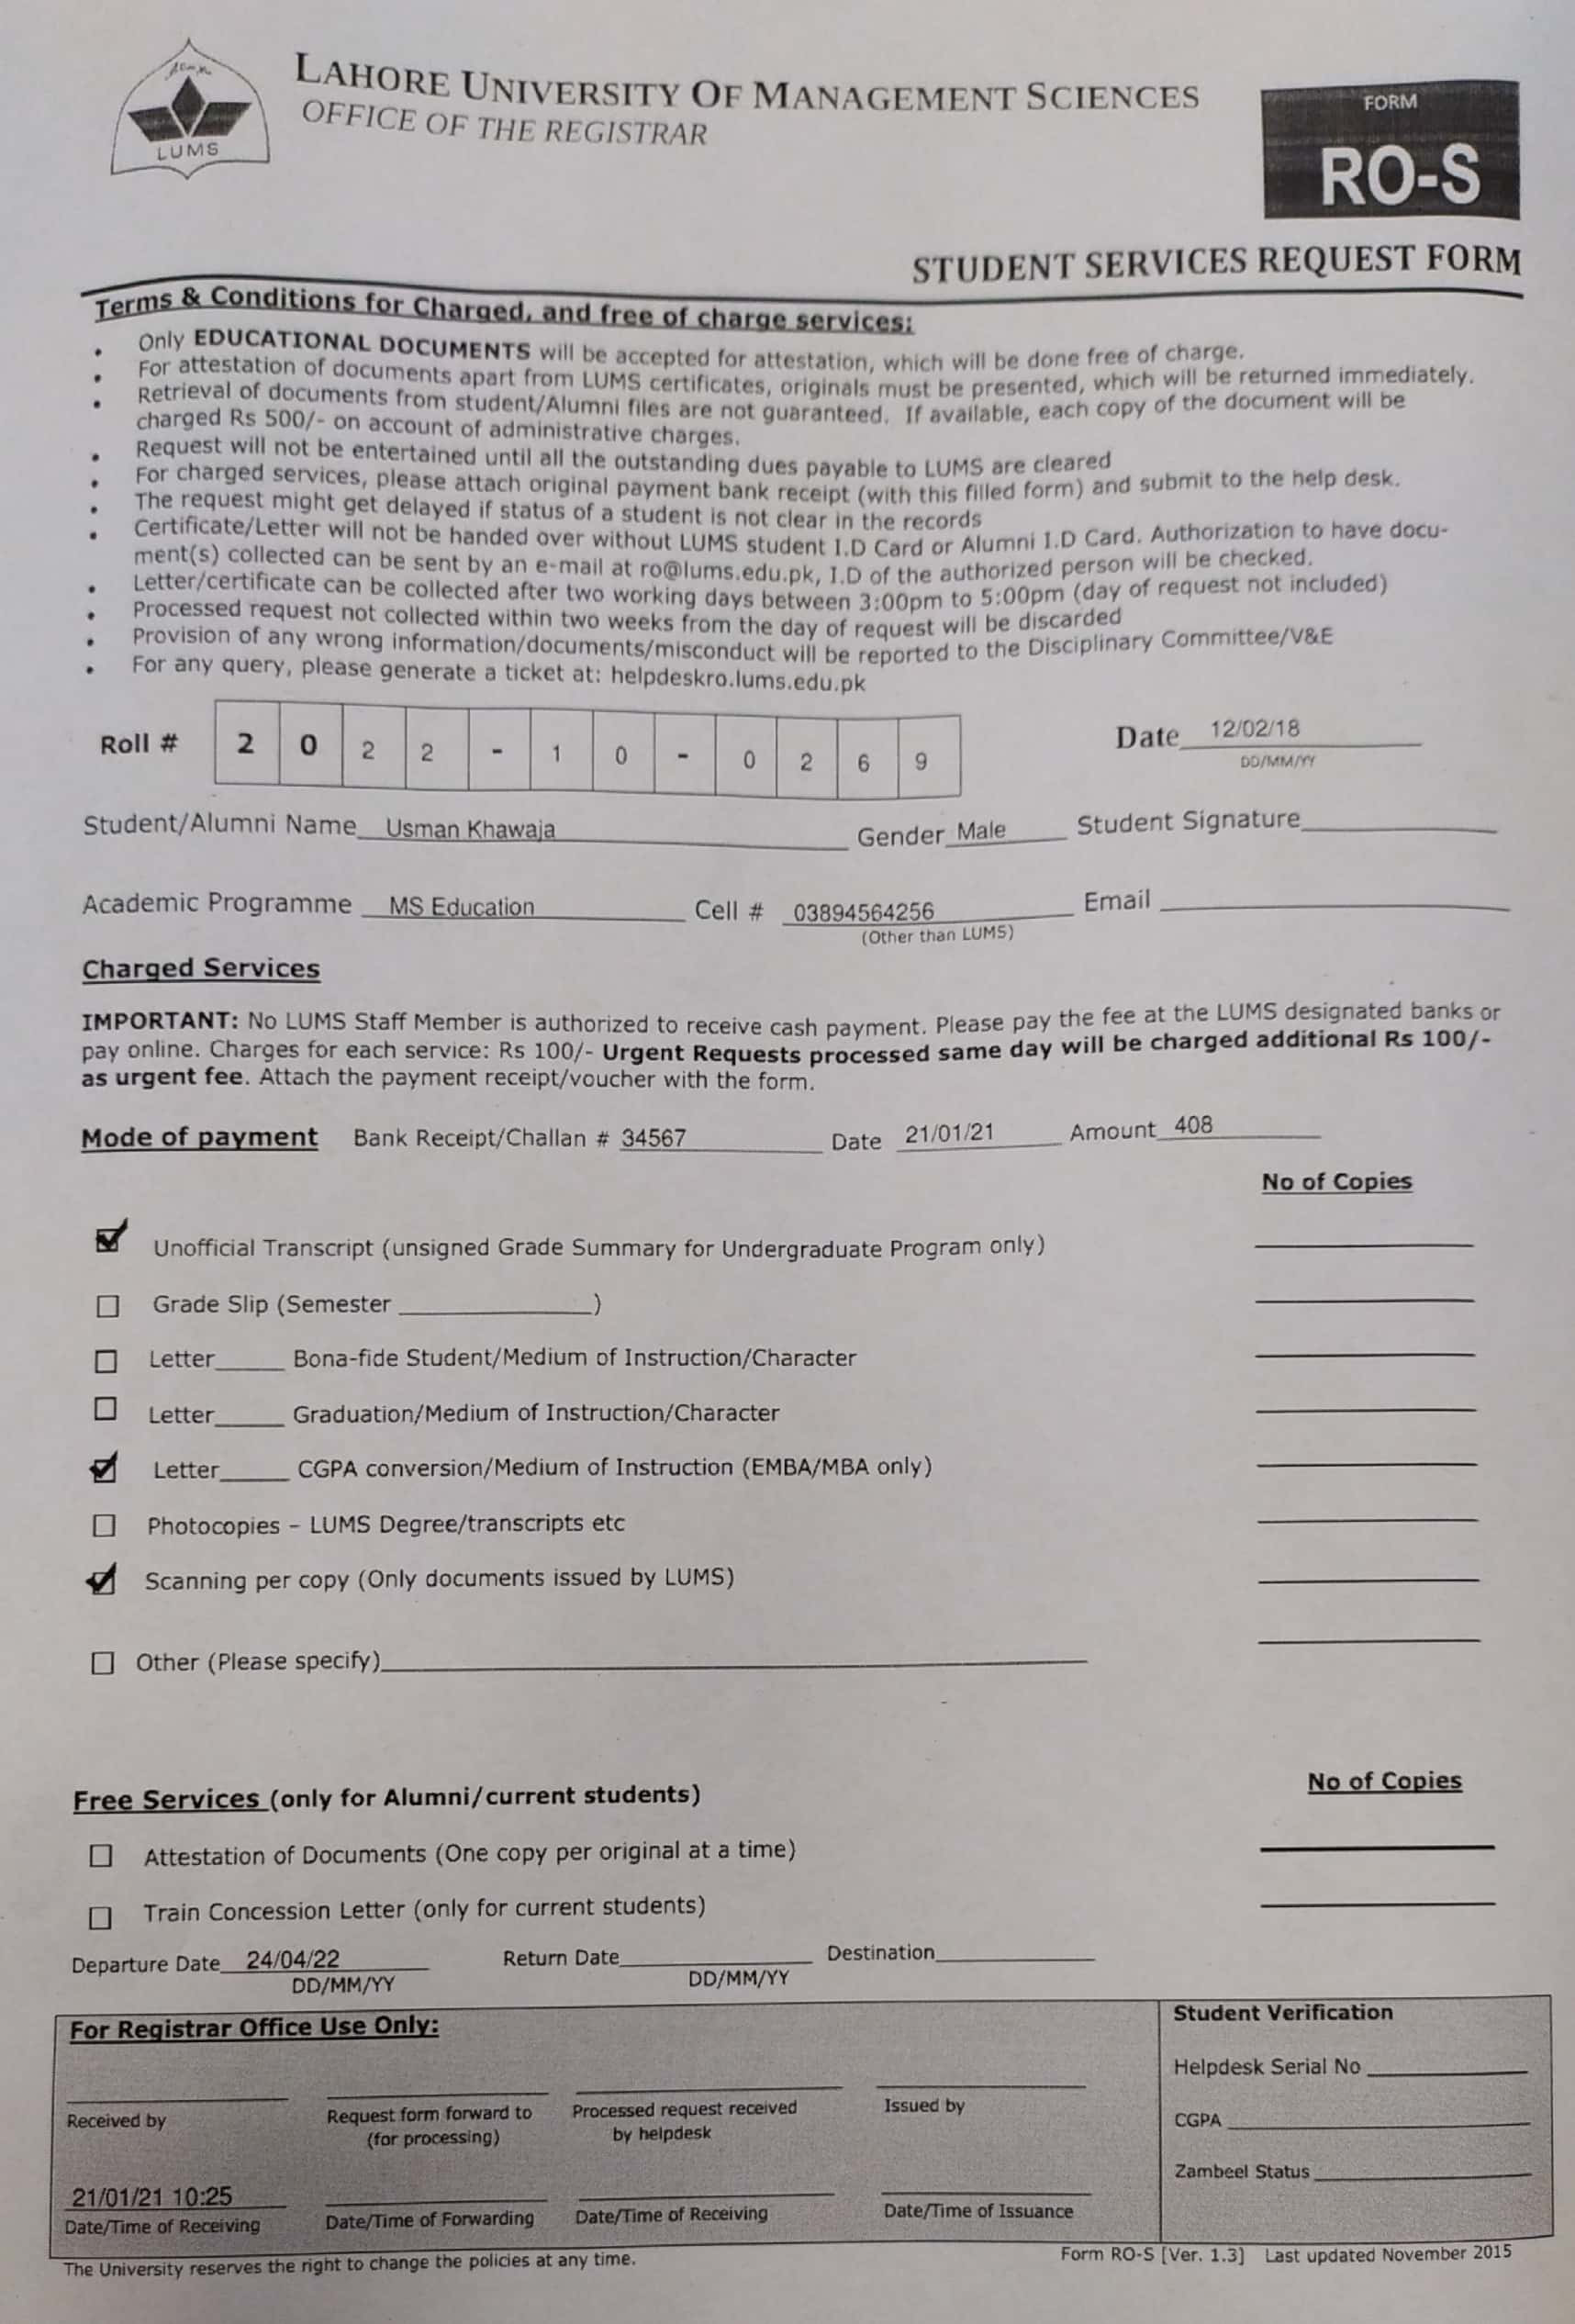 LUMS
LAHORE UNIVERSITY OF MANAGEMENT SCIENCES
OFFICE OF THE REGISTRAR
FORM
RO-S
STUDENT SERVICES REQUEST FORM
Terms & Conditions for Charged, and free of charge services:
• Only EDUCATIONAL DOCUMENTS will be accepted for attestation, which will be done free of charge.
• For attestation of documents apart from LUMS certificates, originals must be presented, which will be returned immediately.
• Retrieval of documents from student/Alumni files are not guaranteed. If available, each copy of the document will be
charged Rs 500/- on account of administrative charges.
• Request will not be entertained until all the outstanding dues payable to LUMS are cleared
• For charged services, please attach original payment bank receipt (with this filled form) and submit to the help desk.
• The request might get delayed if status of a student is not clear in the records
• Certificate/Letter will not be handed over without LUMS student I.D Card or Alumni I.D Card. Authorization to have docu-
ment(s) collected can be sent by an e-mail at ro@lums.edu.pk, I.D of the authorized person will be checked.
• Letter/certificate can be collected after two working days between 3:00pm to 5:00pm (day of request not included)
• Processed request not collected within two weeks from the day of request will be discarded
• Provision of any wrong information/documents/misconduct will be reported to the Disciplinary Committee/V&E
• For any query, please generate a ticket at: helpdeskro.lums.edu.pk
Roll # 2 0 2 2 - 1 0 - 0 2 6 9 Date 12/02/18
DD/MM/YY
Student/Alumni Name Usman Khawaja Gender Male Student Signature
Academic Programme MS Education Cell # 03894564256 Email
(Other than LUMS)
Charged Services
IMPORTANT: No LUMS Staff Member is authorized to receive cash payment. Please pay the fee at the LUMS designated banks or
pay online. Charges for each service: Rs 100/- Urgent Requests processed same day will be charged additional Rs 100/-
as urgent fee. Attach the payment receipt/voucher with the form.
Mode of payment Bank Receipt/Challan # 34567 Date 21/01/21 Amount 408
No of Copies
Unofficial Transcript (unsigned Grade Summary for Undergraduate Program only)
Grade Slip (Semester )
Letter Bona-fide Student/Medium of Instruction/Character
Letter Graduation/Medium of Instruction/Character
Letter CGPA conversion/Medium of Instruction (EMBA/MBA only)
Photocopies – LUMS Degree/transcripts etc
Scanning per copy (Only documents issued by LUMS)
Other (Please specify)
Free Services (only for Alumni/current students) No of Copies
Attestation of Documents (One copy per original at a time)
Train Concession Letter (only for current students)
Departure Date 24/04/22 Return Date Destination
DD/MM/YY DD/MM/YY
For Registrar Office Use Only: Student Verification
Helpdesk Serial No
Received by Request form forward to Processed request received Issued by
(for processing) by helpdesk
CGPA
Zambeel Status
21/01/21 10:25
Date/Time of Receiving Date/Time of Forwarding Date/Time of Receiving Date/Time of Issuance
The University reserves the right to change the policies at any time. Form RO-S [Ver. 1.3] Last updated November 2015